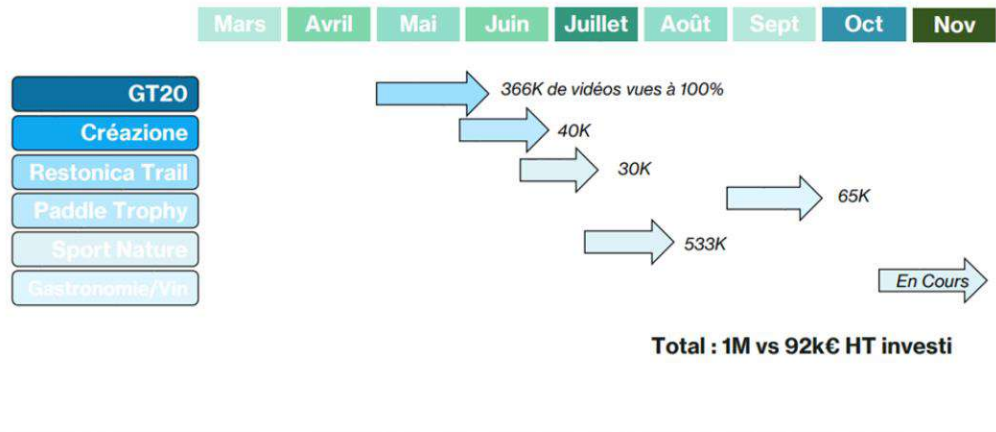 Mars Avril Mai Juin Juillet Août Sept Oct Nov
GT20 366K de vidéos vues à 100%
Créazione 40K
Restonica Trail 30K
Paddle Trophy 65K
Sport Nature 533K
Gastronomie/Vin En Cours
Total : 1M vs 92k€ HT investi